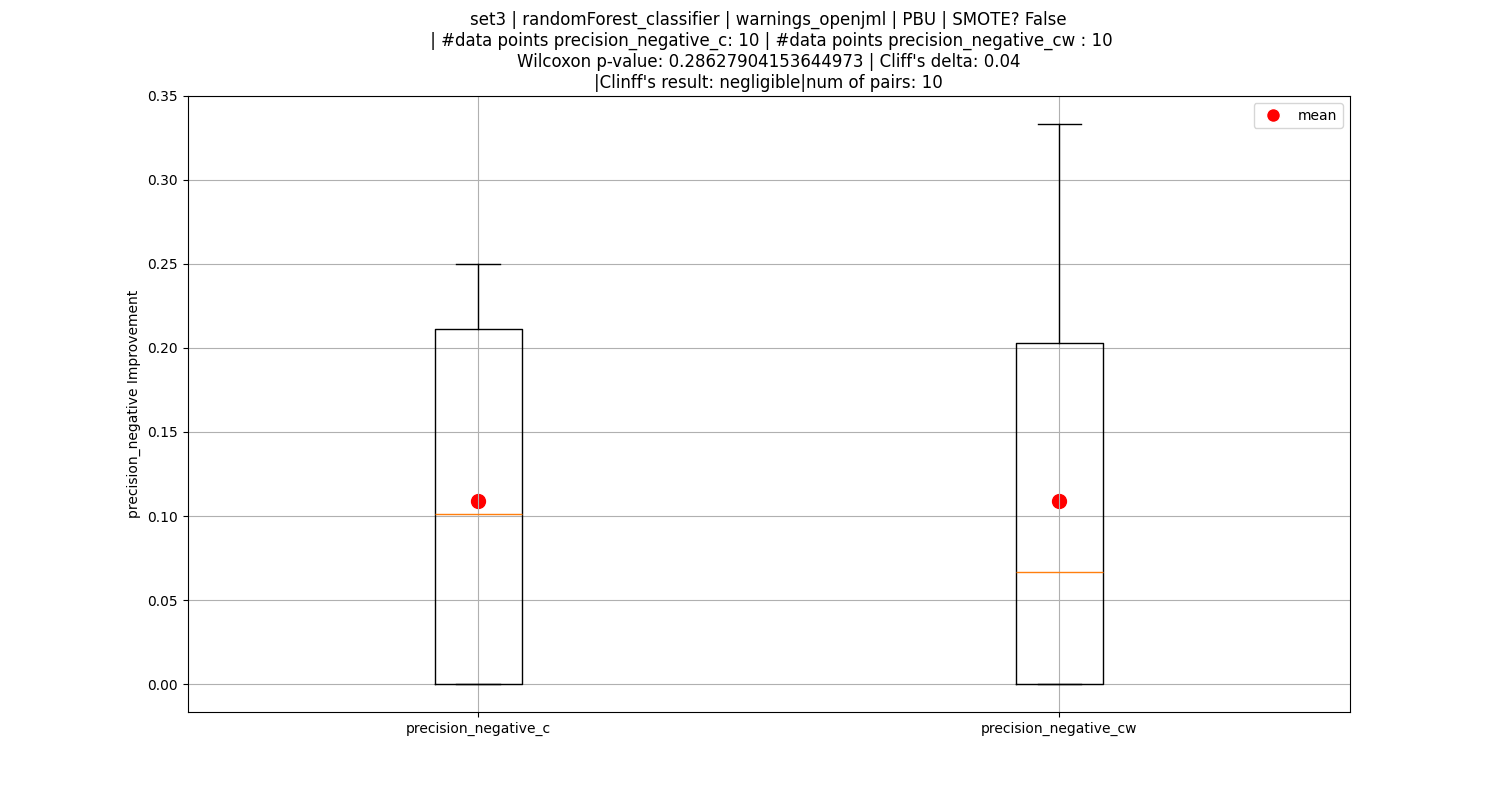 set3 | randomForest_classifier | warnings_openjml | PBU | SMOTE? False
| #data points precision_negative_c: 10 | #data points precision_negative_cw : 10
Wilcoxon p-value: 0.28627904153644973 | Cliff's delta: 0.04
|Clinff's result: negligible|num of pairs: 10
mean
precision_negative Improvement
0.35
0.30
0.25
0.20
0.15
0.10
0.05
0.00
precision_negative_c
precision_negative_cw